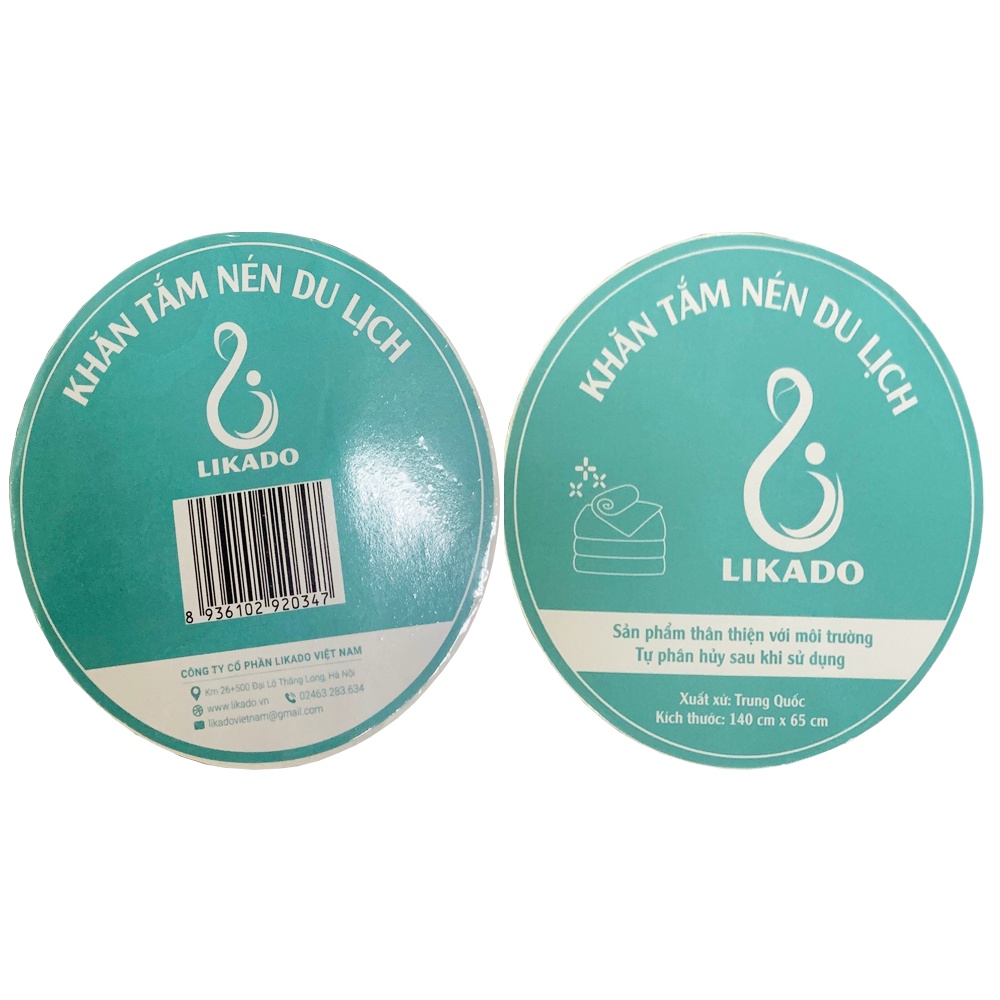 KHĂN TẮM NÉN DU LỊCH
LIKADO
8 936102 920347
CÔNG TY CỔ PHẦN LIKADO VIỆT NAM
Km 26+500 Đại Lộ Thăng Long, Hà Nội
www.likado.vn 02463 283 634
likadovietnam@gmail.com
KHĂN TẮM NÉN DU LỊCH
LIKADO
Sản phẩm thân thiện với môi trường
Tự phân hủy sau khi sử dụng
Xuất xứ: Trung Quốc
Kích thước: 140 cm x 65 cm